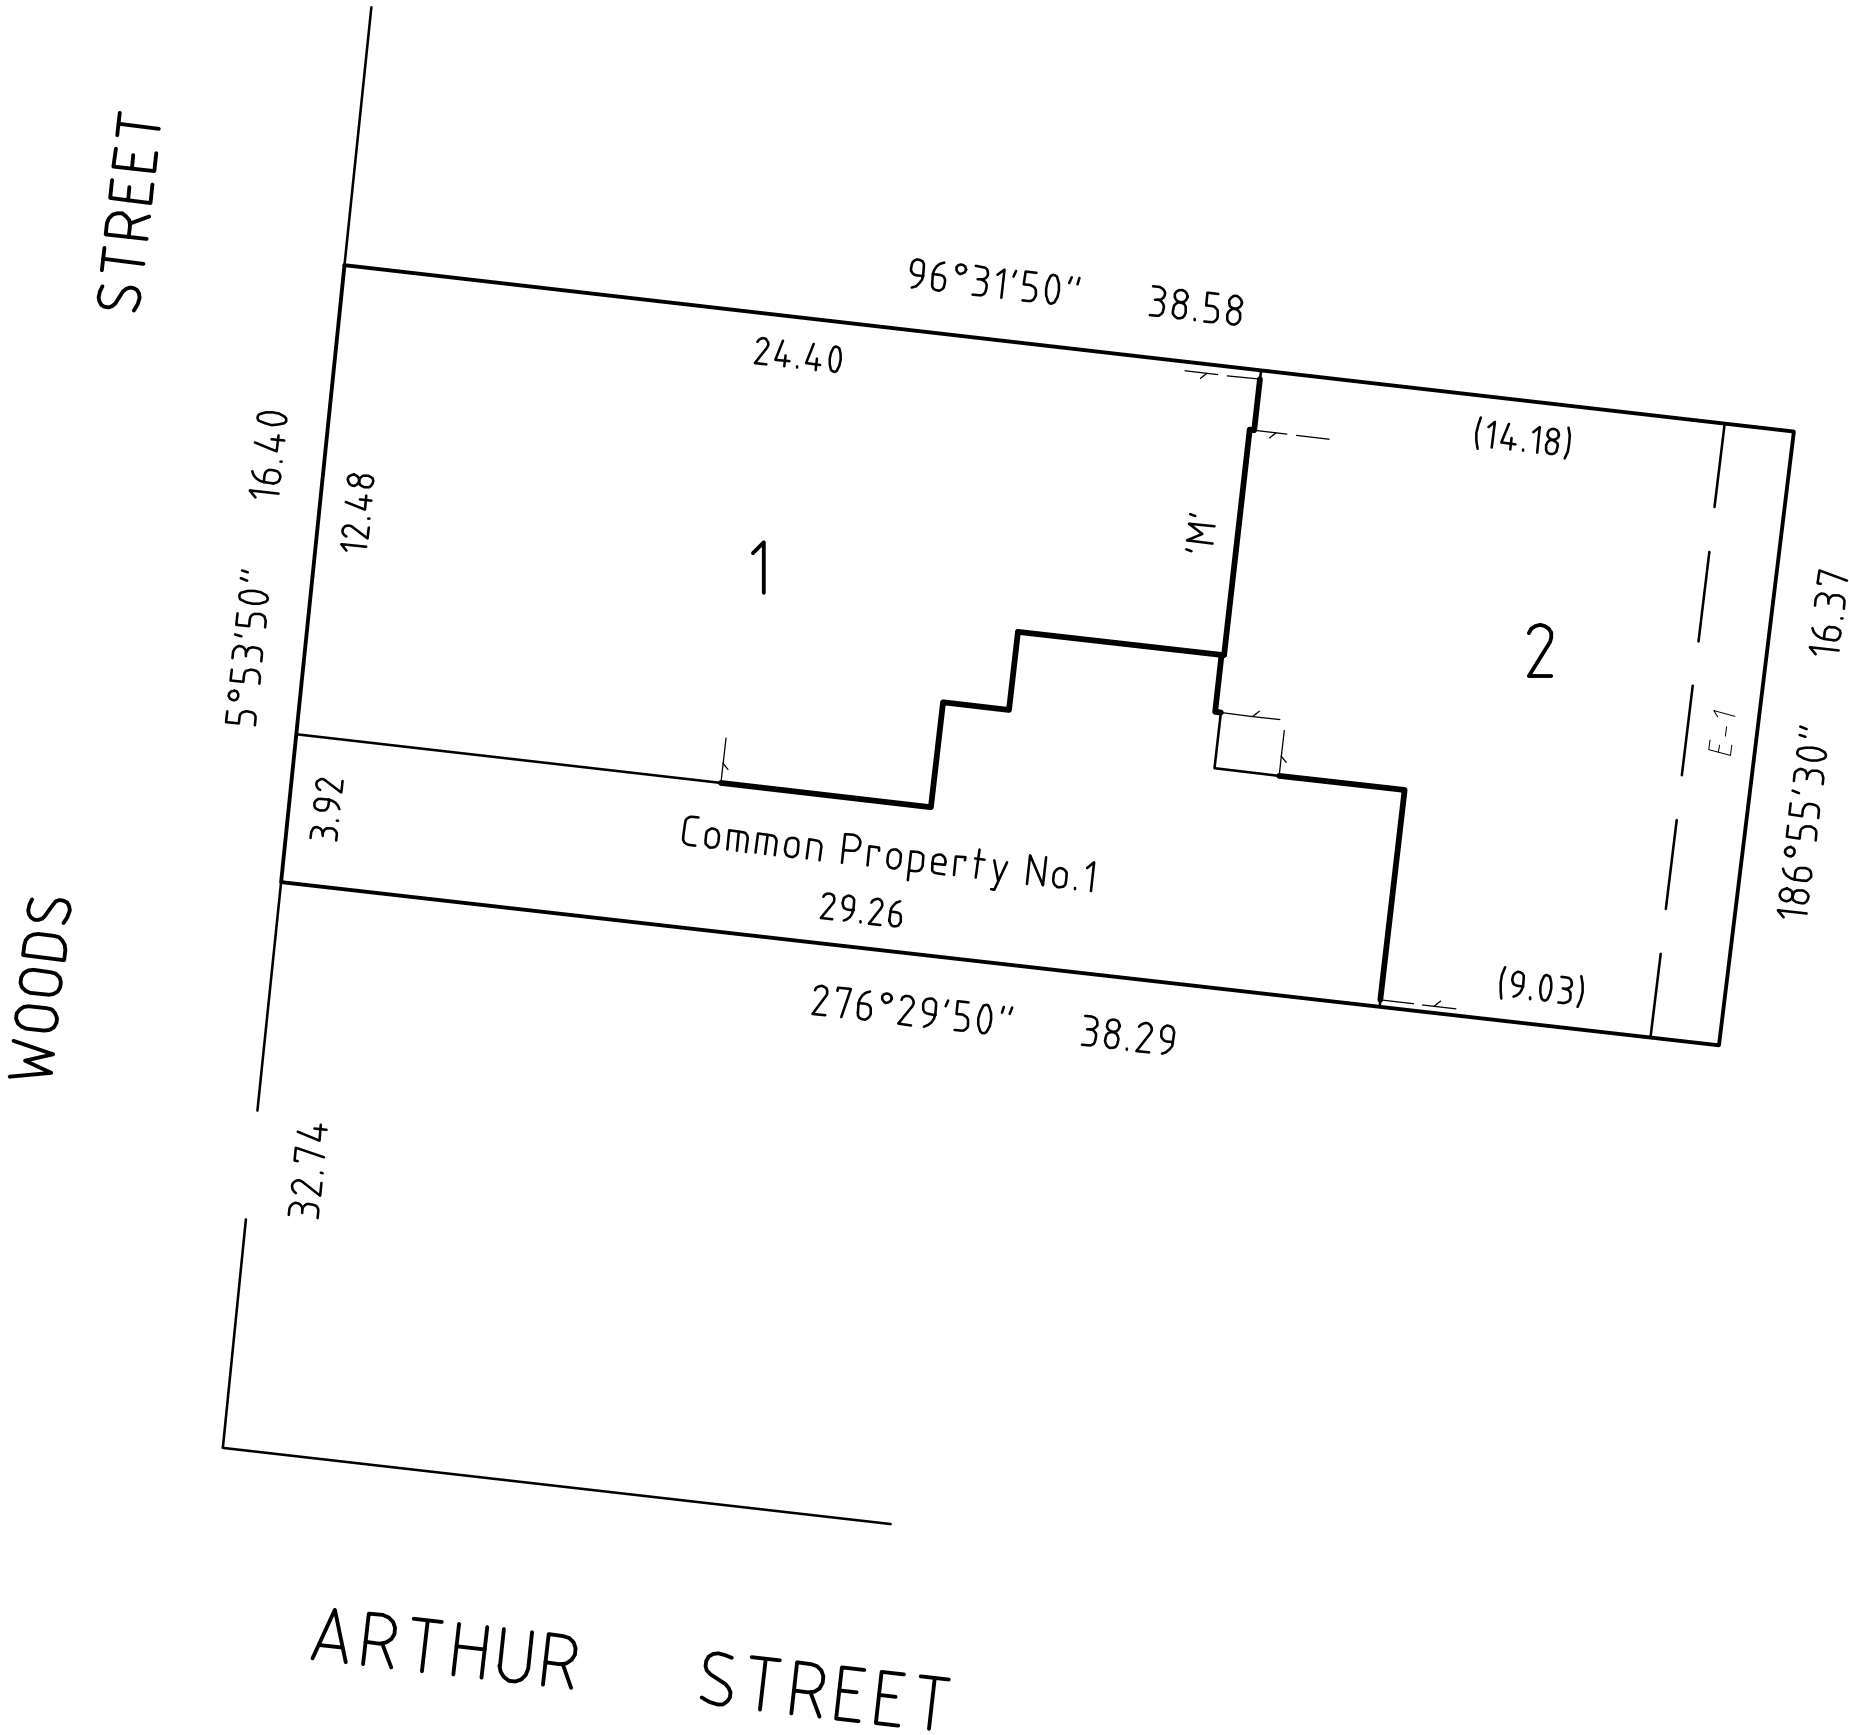 STREET
96°31'50" 38.58
24.40
(14.18)
16.40
12.48
'M'
1
2
16.37
5°53'50"
E-1
186°55'30"
3.92
Common Property No.1
29.26
(9.03)
276°29'50" 38.29
WOODS
32.74
ARTHUR STREET